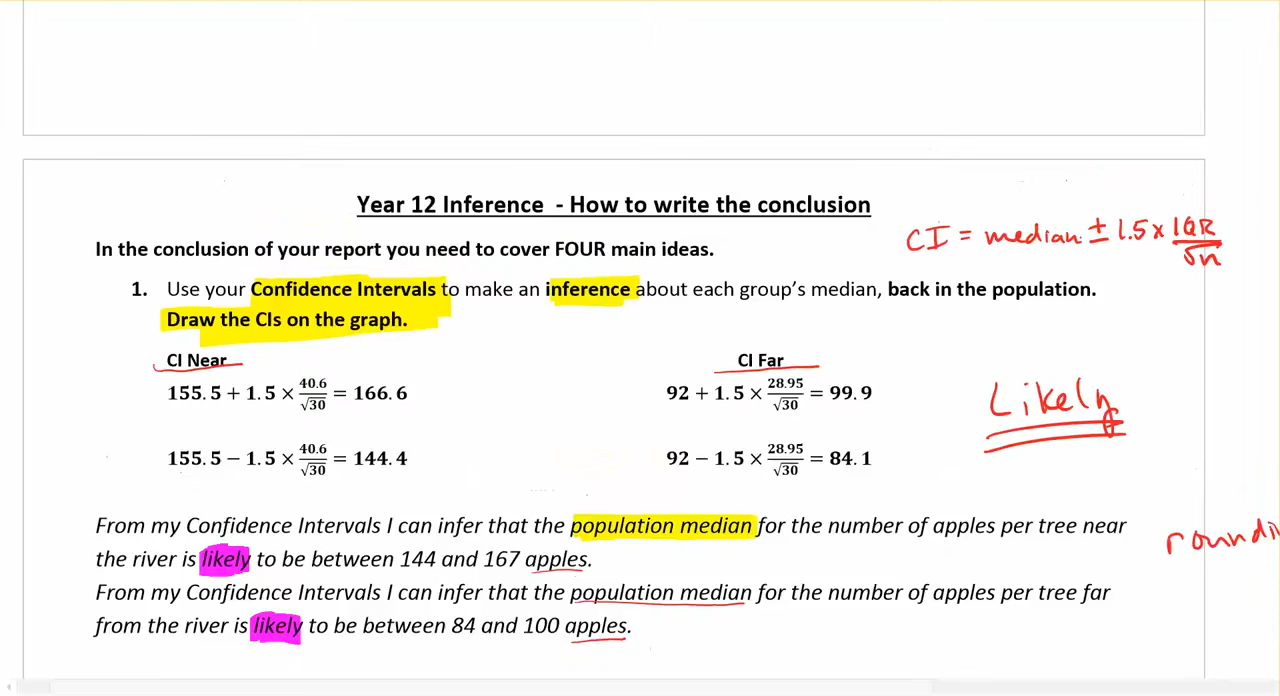 Year 12 Inference - How to write the conclusion
CI = median ± 1.5 × IQR/√n
In the conclusion of your report you need to cover FOUR main ideas.
1. Use your Confidence Intervals to make an inference about each group's median, back in the population.
Draw the CIs on the graph.
CI Near
CI Far
155.5 + 1.5 × 40.6/√30 = 166.6
92 + 1.5 × 28.95/√30 = 99.9
Likely
155.5 − 1.5 × 40.6/√30 = 144.4
92 − 1.5 × 28.95/√30 = 84.1
From my Confidence Intervals I can infer that the population median for the number of apples per tree near
the river is likely to be between 144 and 167 apples.
From my Confidence Intervals I can infer that the population median for the number of apples per tree far
from the river is likely to be between 84 and 100 apples.